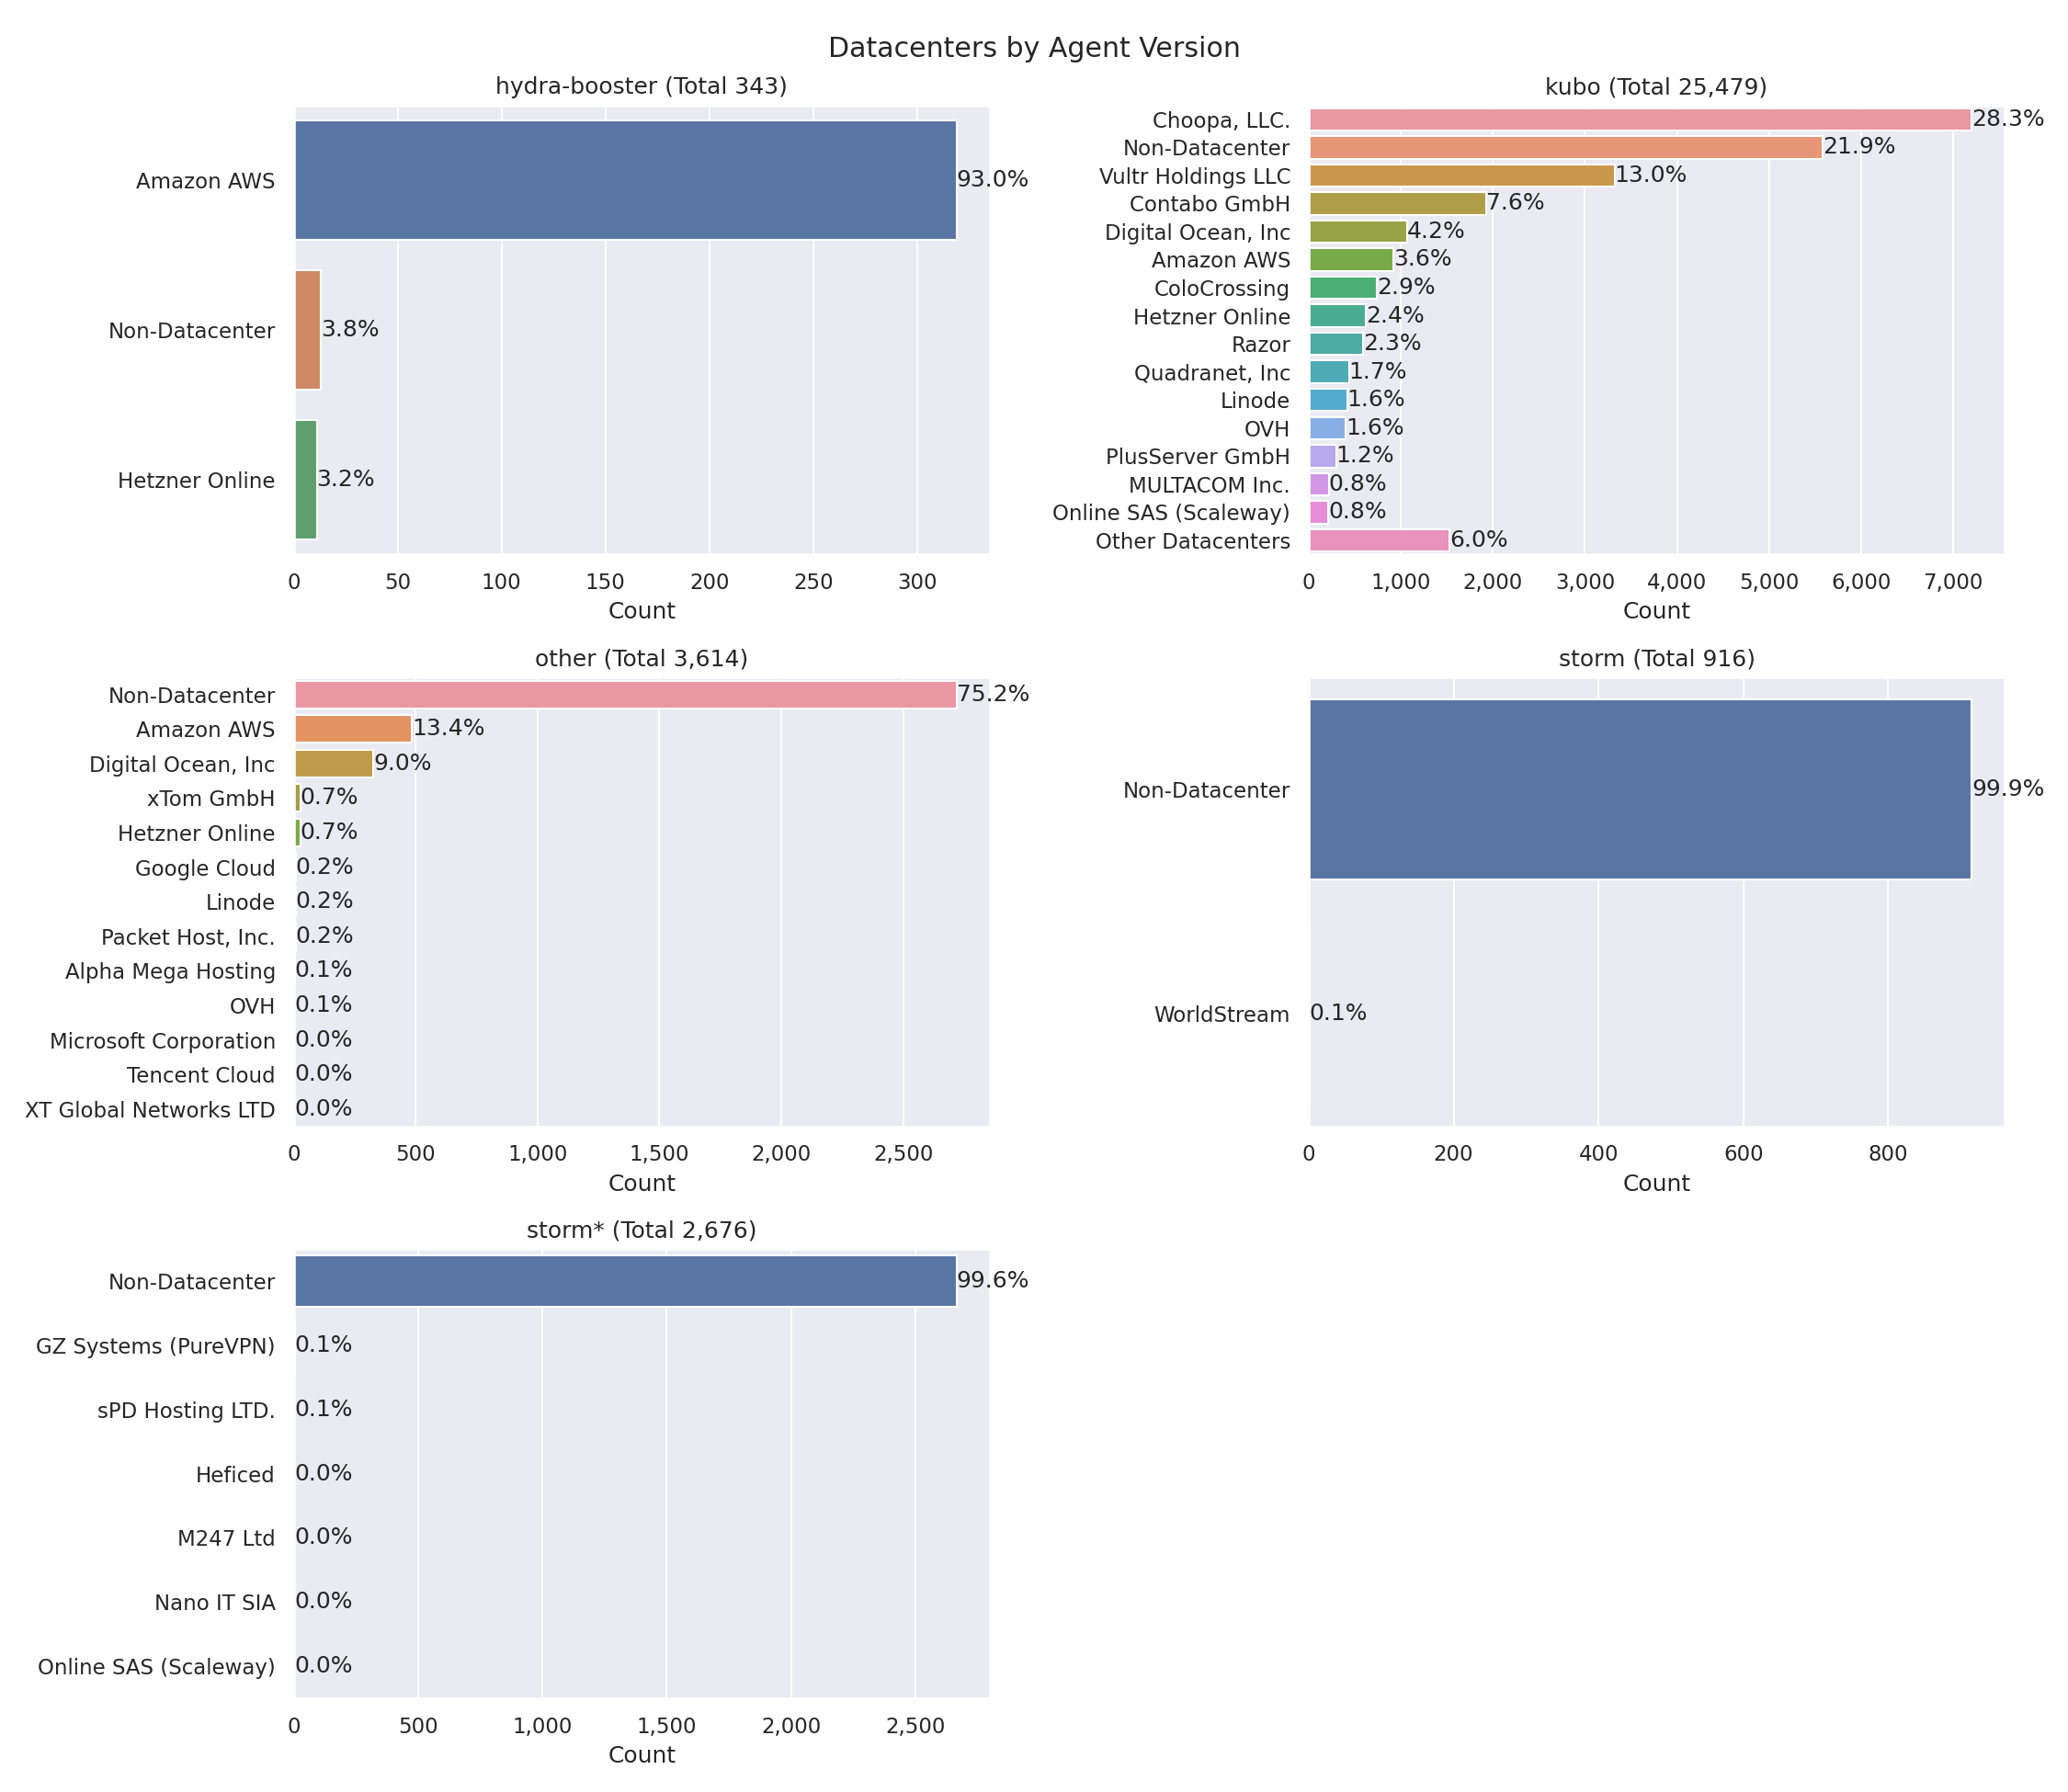 Datacenters by Agent Version
hydra-booster (Total 343)
Amazon AWS 93.0%
Non-Datacenter 3.8%
Hetzner Online 3.2%
0 50 100 150 200 250 300
Count
kubo (Total 25,479)
Choopa, LLC. 28.3%
Non-Datacenter 21.9%
Vultr Holdings LLC 13.0%
Contabo GmbH 7.6%
Digital Ocean, Inc 4.2%
Amazon AWS 3.6%
ColoCrossing 2.9%
Hetzner Online 2.4%
Razor 2.3%
Quadranet, Inc 1.7%
Linode 1.6%
OVH 1.6%
PlusServer GmbH 1.2%
MULTACOM Inc. 0.8%
Online SAS (Scaleway) 0.8%
Other Datacenters 6.0%
0 1,000 2,000 3,000 4,000 5,000 6,000 7,000
Count
other (Total 3,614)
Non-Datacenter 75.2%
Amazon AWS 13.4%
Digital Ocean, Inc 9.0%
xTom GmbH 0.7%
Hetzner Online 0.7%
Google Cloud 0.2%
Linode 0.2%
Packet Host, Inc. 0.2%
Alpha Mega Hosting 0.1%
OVH 0.1%
Microsoft Corporation 0.0%
Tencent Cloud 0.0%
XT Global Networks LTD 0.0%
0 500 1,000 1,500 2,000 2,500
Count
storm (Total 916)
Non-Datacenter 99.9%
WorldStream 0.1%
0 200 400 600 800
Count
storm* (Total 2,676)
Non-Datacenter 99.6%
GZ Systems (PureVPN) 0.1%
sPD Hosting LTD. 0.1%
Heficed 0.0%
M247 Ltd 0.0%
Nano IT SIA 0.0%
Online SAS (Scaleway) 0.0%
0 500 1,000 1,500 2,000 2,500
Count